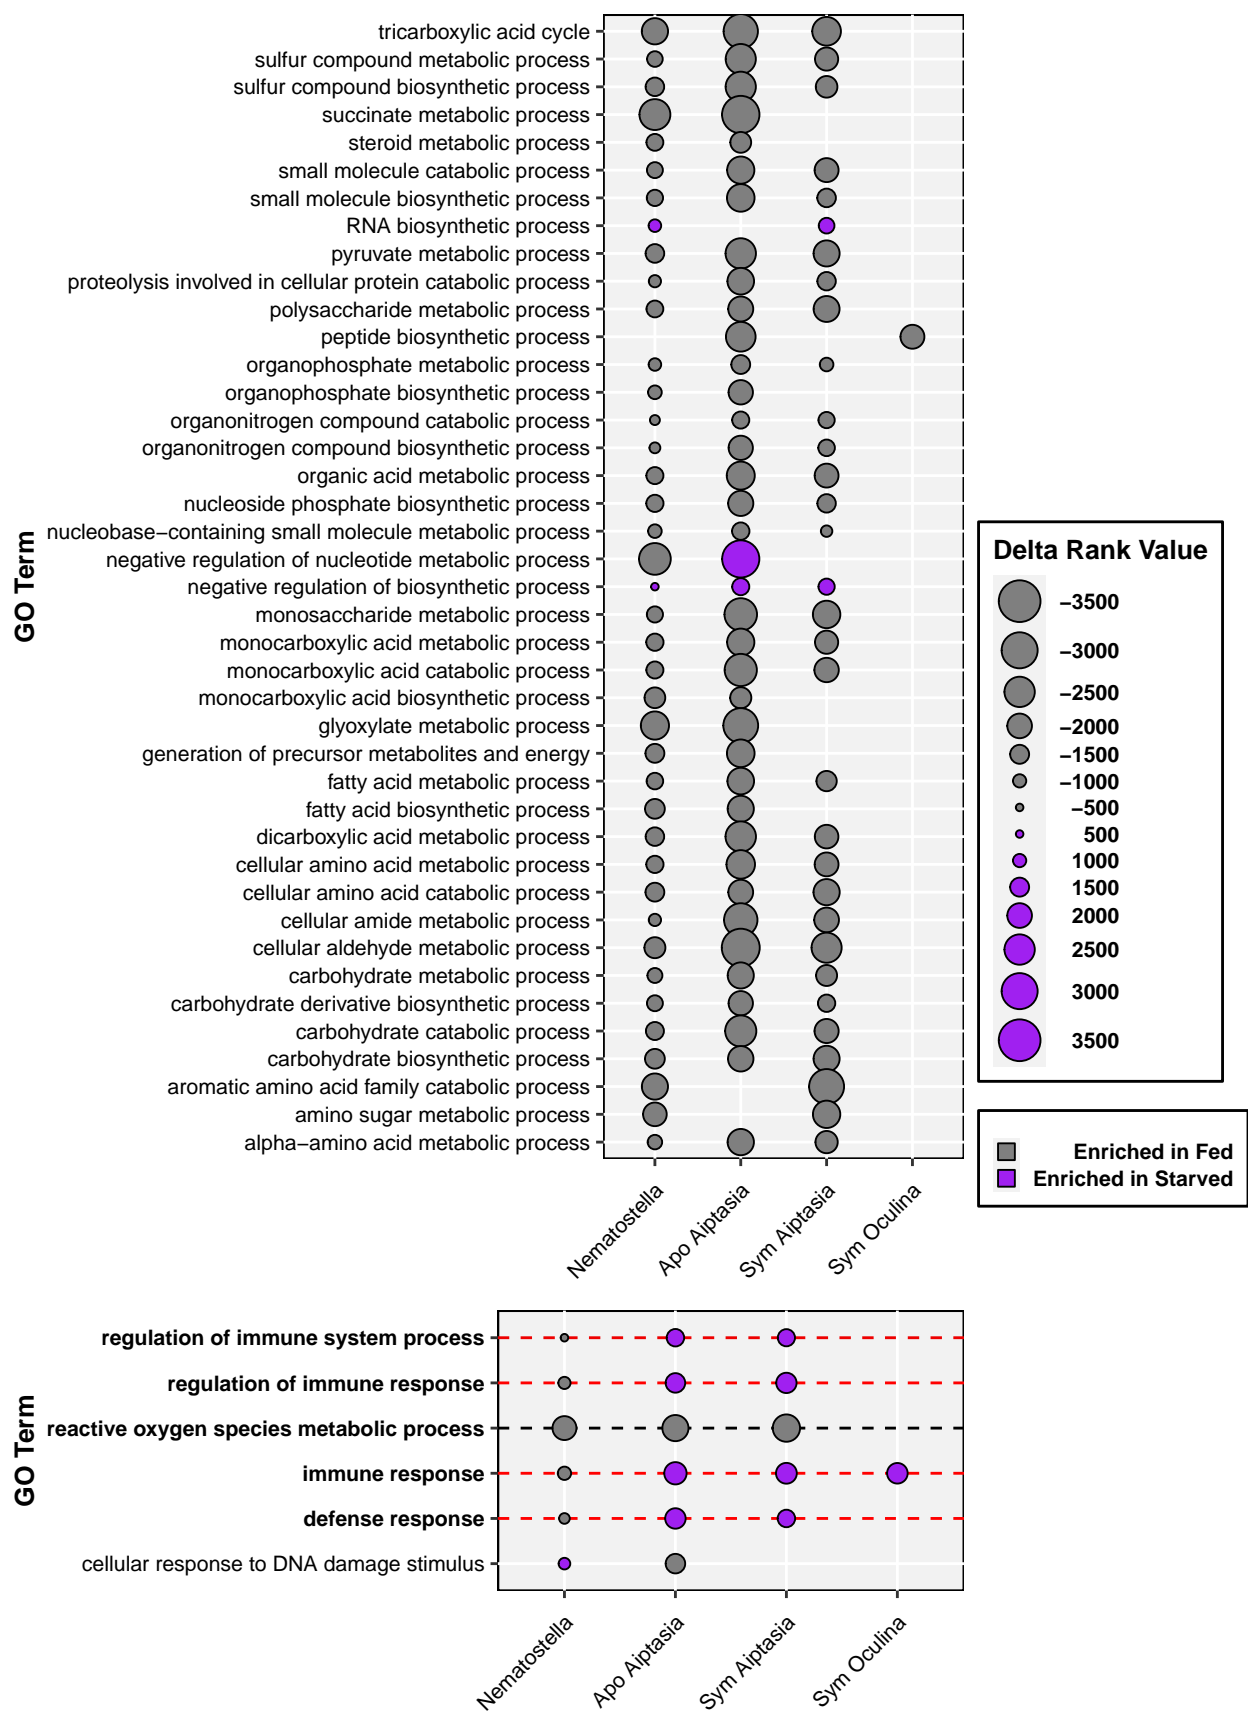 tricarboxylic acid cycle
sulfur compound metabolic process
sulfur compound biosynthetic process
succinate metabolic process
steroid metabolic process
small molecule catabolic process
small molecule biosynthetic process
RNA biosynthetic process
pyruvate metabolic process
proteolysis involved in cellular protein catabolic process
polysaccharide metabolic process
peptide biosynthetic process
organophosphate metabolic process
organophosphate biosynthetic process
organonitrogen compound catabolic process
organonitrogen compound biosynthetic process
organic acid metabolic process
nucleoside phosphate biosynthetic process
nucleobase−containing small molecule metabolic process
negative regulation of nucleotide metabolic process
negative regulation of biosynthetic process
monosaccharide metabolic process
monocarboxylic acid metabolic process
monocarboxylic acid catabolic process
monocarboxylic acid biosynthetic process
glyoxylate metabolic process
generation of precursor metabolites and energy
fatty acid metabolic process
fatty acid biosynthetic process
dicarboxylic acid metabolic process
cellular amino acid metabolic process
cellular amino acid catabolic process
cellular amide metabolic process
cellular aldehyde metabolic process
carbohydrate metabolic process
carbohydrate derivative biosynthetic process
carbohydrate catabolic process
carbohydrate biosynthetic process
aromatic amino acid family catabolic process
amino sugar metabolic process
alpha−amino acid metabolic process
GO Term
Nematostella
Apo Aiptasia
Sym Aiptasia
Sym Oculina
Delta Rank Value
−3500
−3000
−2500
−2000
−1500
−1000
−500
500
1000
1500
2000
2500
3000
3500
Enriched in Fed
Enriched in Starved
regulation of immune system process
regulation of immune response
reactive oxygen species metabolic process
immune response
defense response
cellular response to DNA damage stimulus
GO Term
Nematostella
Apo Aiptasia
Sym Aiptasia
Sym Oculina